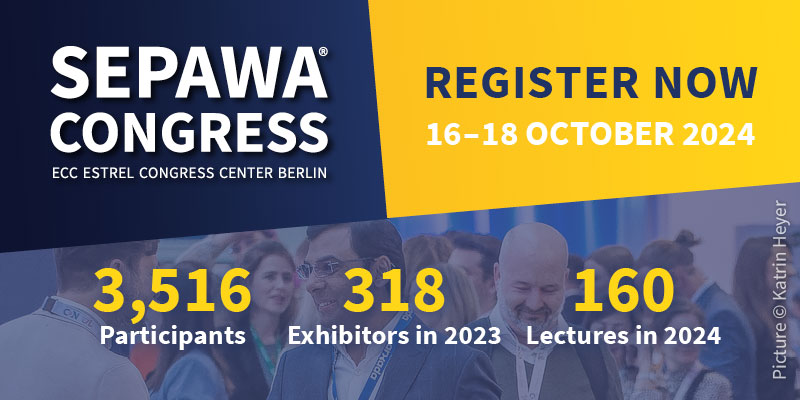 SEPAWA®
CONGRESS
ECC ESTREL CONGRESS CENTER BERLIN
REGISTER NOW
16–18 OCTOBER 2024
3,516
Participants
318
Exhibitors in 2023
160
Lectures in 2024
Picture © Katrin Heyer